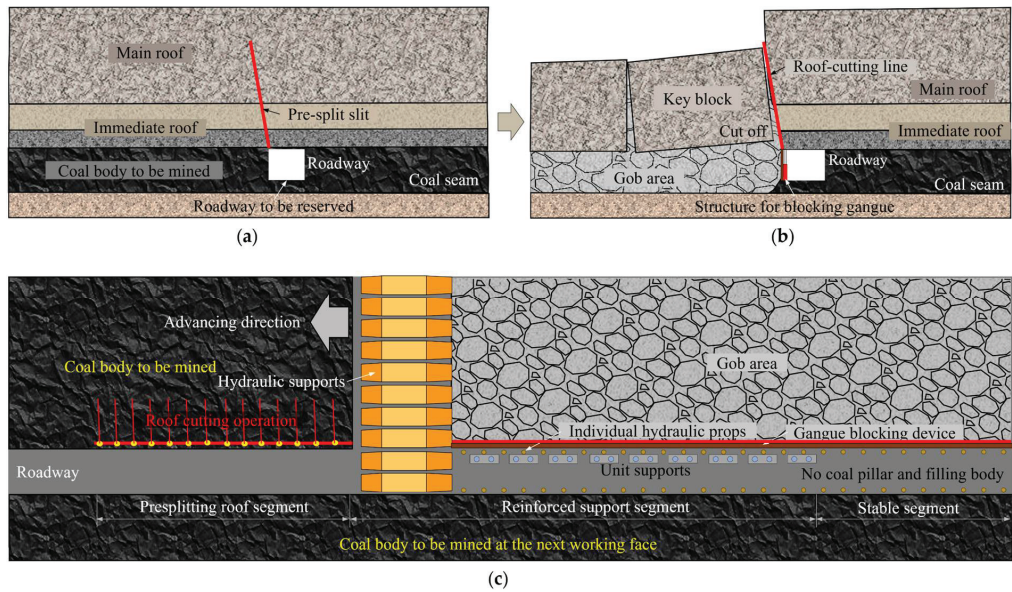 Main roof
Pre-split slit
Immediate roof
Coal body to be mined
Roadway
Coal seam
Roadway to be reserved
(a)
Roof-cutting line
Main roof
Key block
Cut off
Immediate roof
Roadway
Gob area
Coal seam
Structure for blocking gangue
(b)
Advancing direction
Coal body to be mined
Hydraulic supports
Gob area
Roof cutting operation
Individual hydraulic props
Gangue blocking device
Roadway
Unit supports
No coal pillar and filling body
Presplitting roof segment
Reinforced support segment
Stable segment
Coal body to be mined at the next working face
(c)